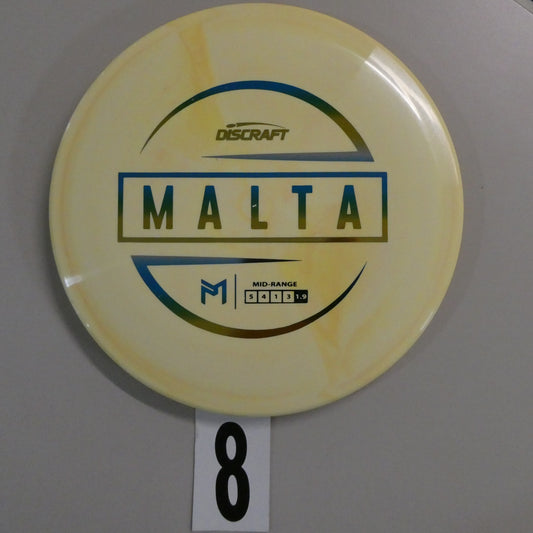 DISCRAFT
MALTA
MID-RANGE
5 4 1 3 1.9
8